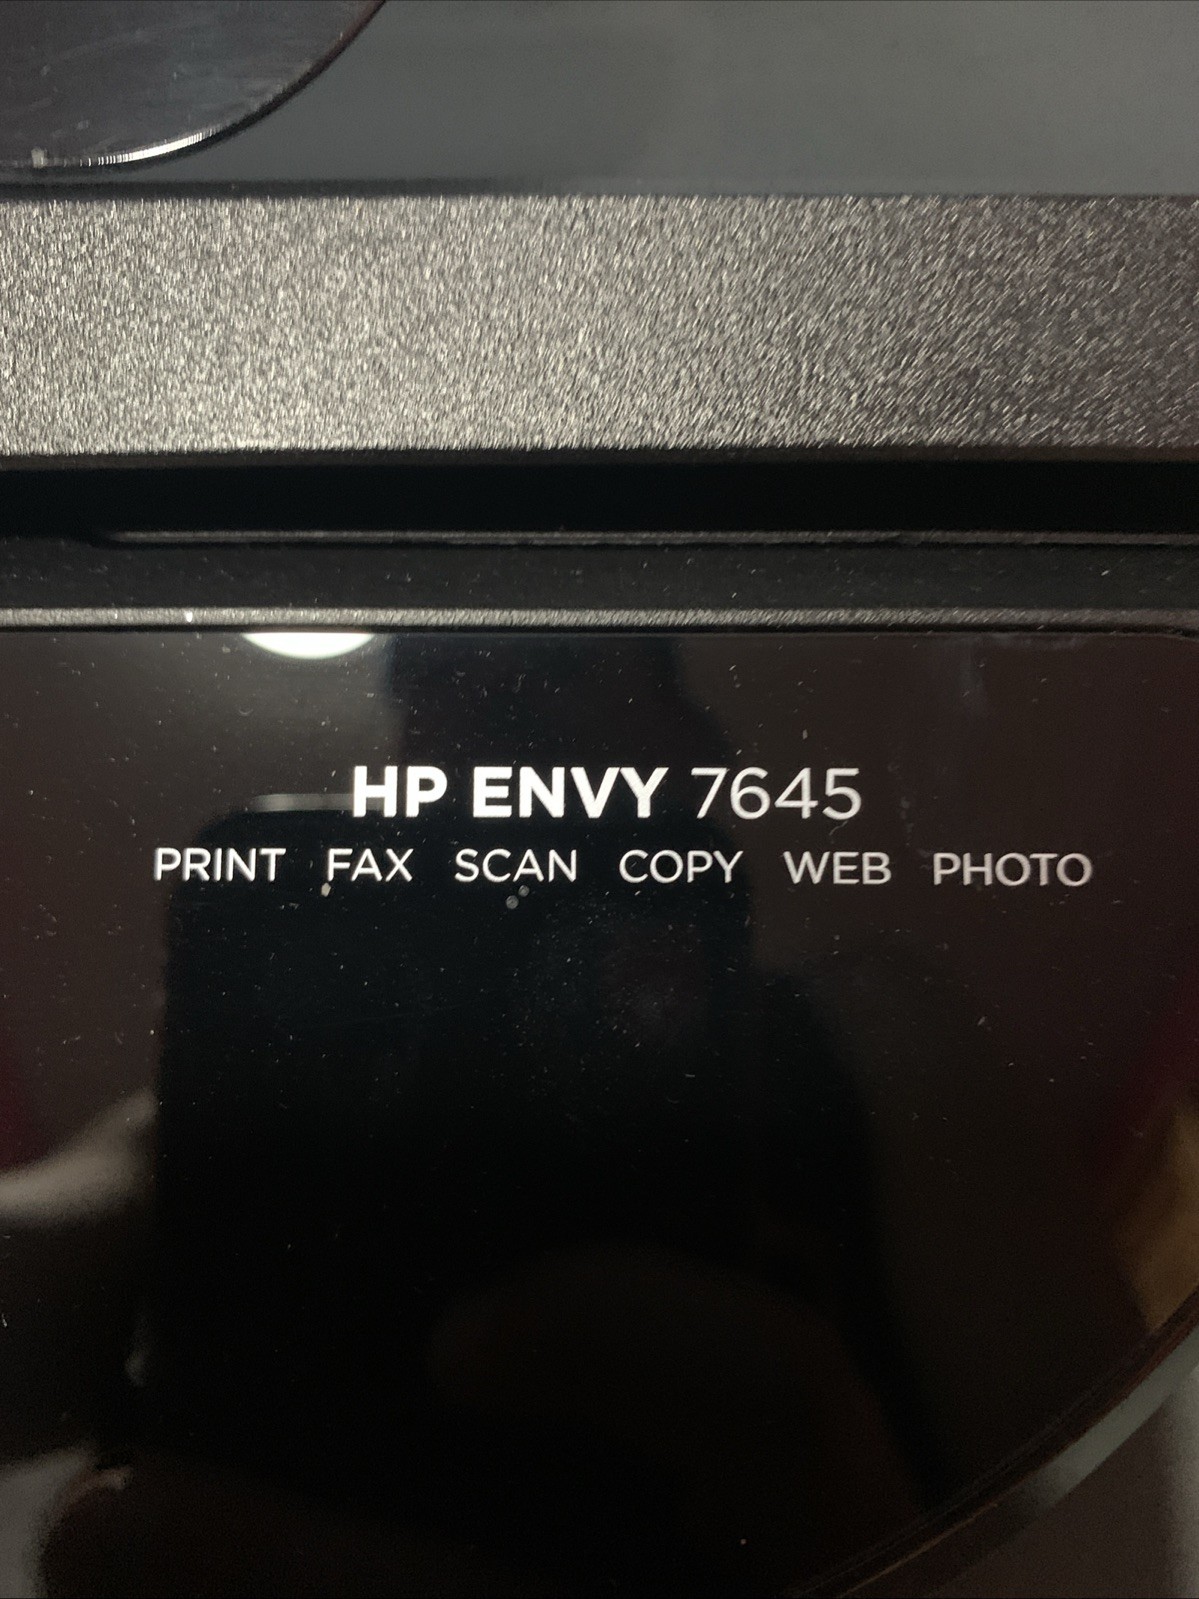 HP ENVY 7645
PRINT FAX SCAN COPY WEB PHOTO